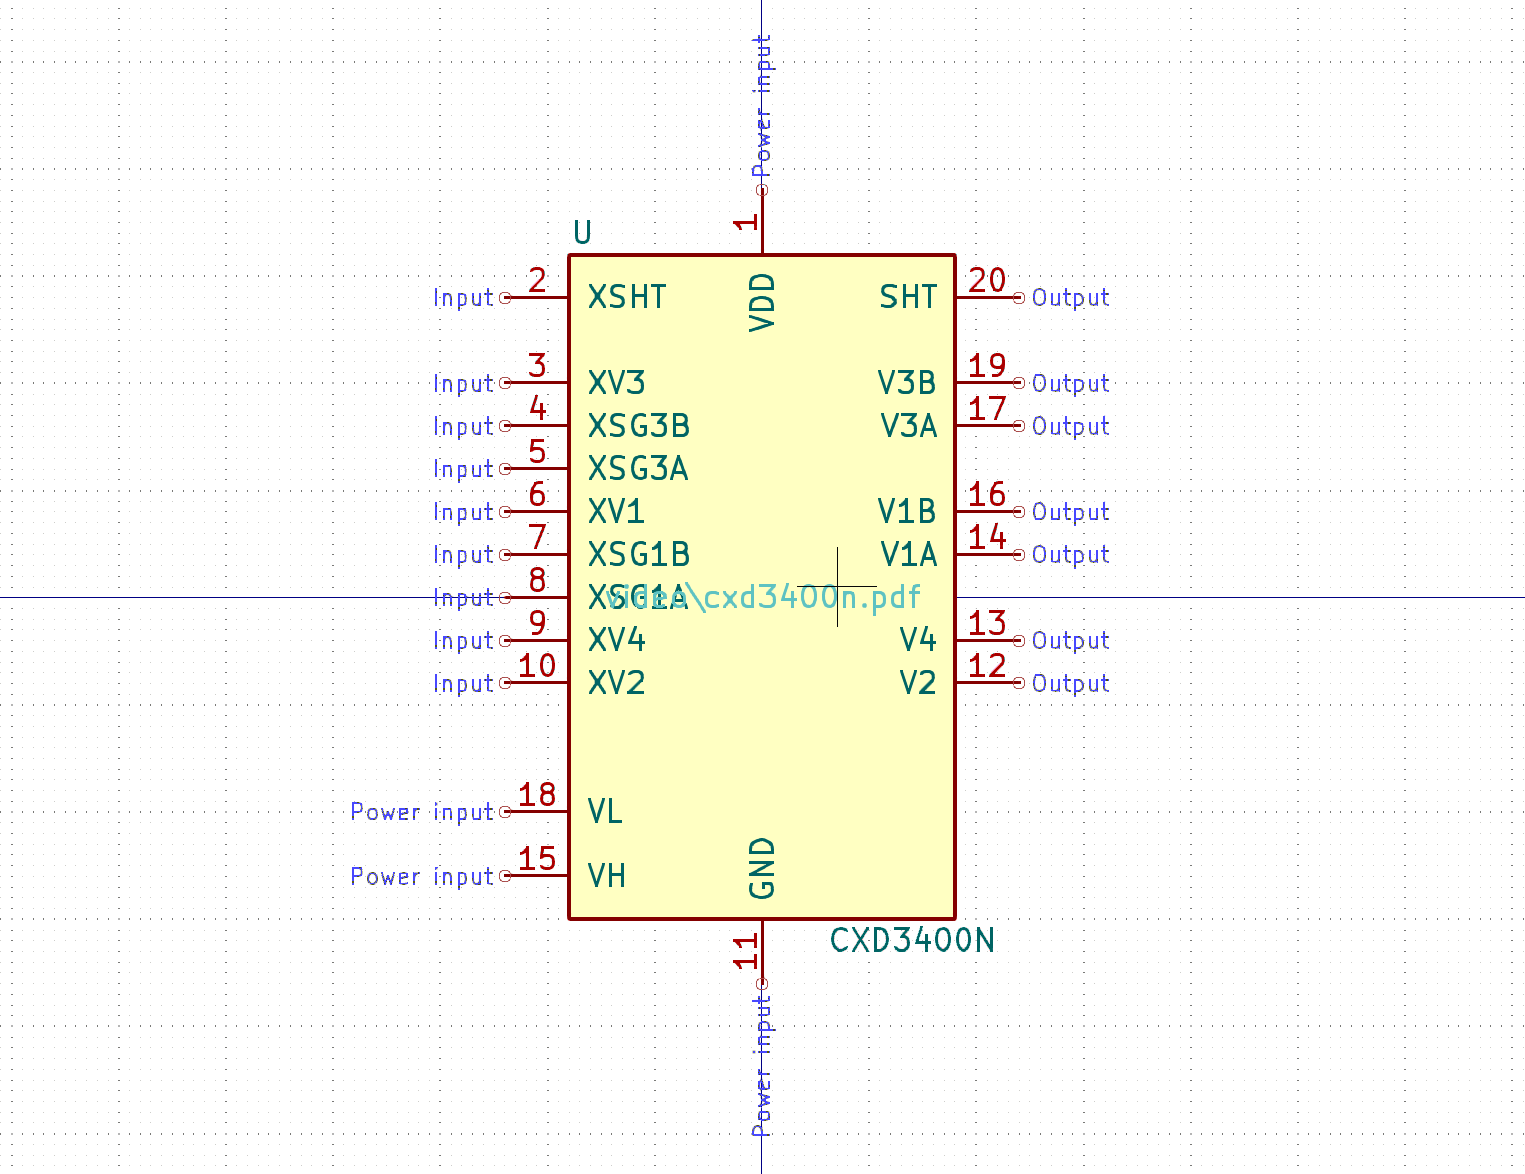 Power input
1
U
VDD
Input 2 XSHT SHT 20 Output
Input 3 XV3 V3B 19 Output
Input 4 XSG3B V3A 17 Output
Input 5 XSG3A
Input 6 XV1 V1B 16 Output
Input 7 XSG1B V1A 14 Output
Input 8 XSG1A
video\cxd3400n.pdf
Input 9 XV4 V4 13 Output
Input 10 XV2 V2 12 Output
Power input 18 VL
Power input 15 VH
GND
CXD3400N
11
Power input